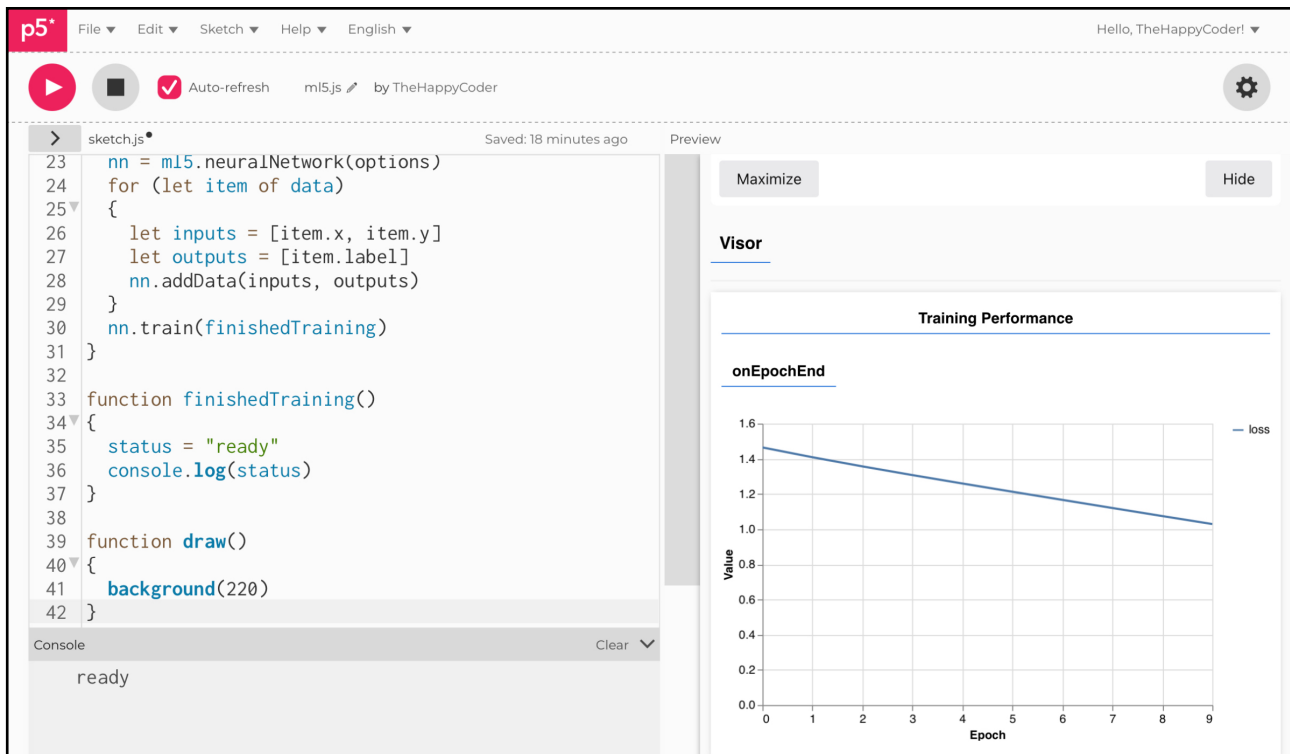 p5* File Edit Sketch Help English Hello, TheHappyCoder!
Auto-refresh ml5.js by TheHappyCoder
sketch.js Saved: 18 minutes ago Preview
23 nn = ml5.neuralNetwork(options)
24 for (let item of data)
25 {
26 let inputs = [item.x, item.y]
27 let outputs = [item.label]
28 nn.addData(inputs, outputs)
29 }
30 nn.train(finishedTraining)
31 }
32
33 function finishedTraining()
34 {
35 status = "ready"
36 console.log(status)
37 }
38
39 function draw()
40 {
41 background(220)
42 }
Console Clear
ready
Maximize Hide
Visor
Training Performance
onEpochEnd
1.6
1.4
1.2
1.0
0.8
0.6
0.4
0.2
0.0
Value
0 1 2 3 4 5 6 7 8 9
Epoch
loss